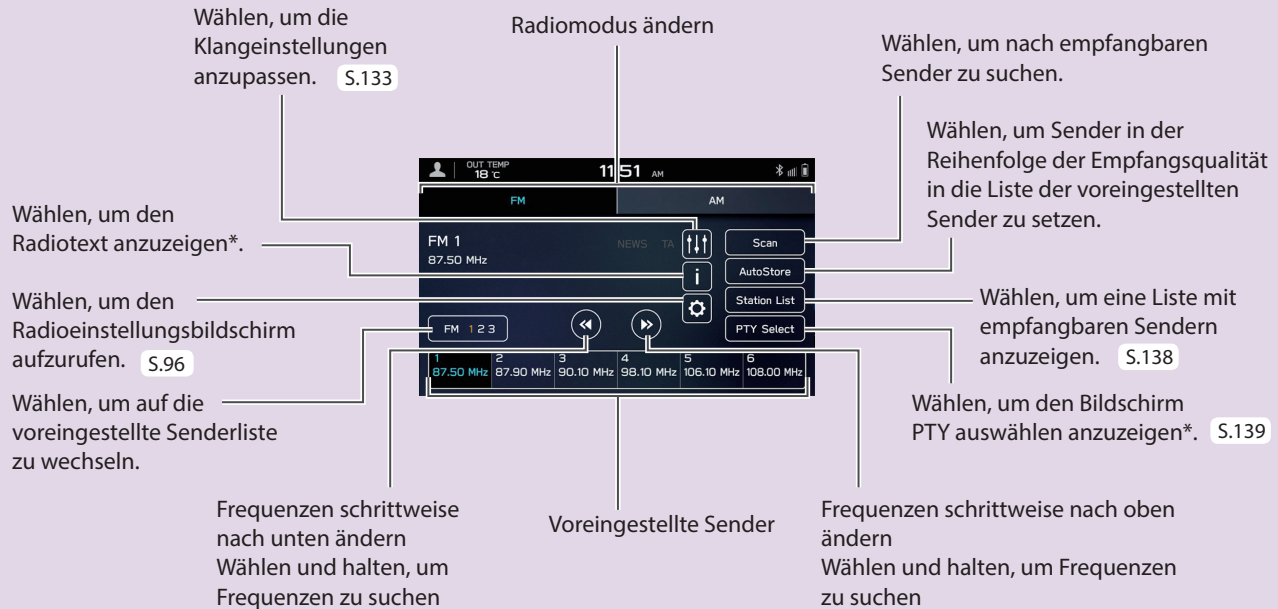 Wählen, um die
Klangeinstellungen
anzupassen. S.133
Radiomodus ändern
Wählen, um nach empfangbaren
Sender zu suchen.
Wählen, um Sender in der
Reihenfolge der Empfangsqualität
in die Liste der voreingestellten
Sender zu setzen.
Wählen, um den
Radiotext anzuzeigen*.
Wählen, um den
Radioeinstellungsbildschirm
aufzurufen. S.96
Wählen, um auf die
voreingestellte Senderliste
zu wechseln.
OUT TEMP
18 °C
11 51 AM
FM
AM
FM 1
87.50 MHz
NEWS TA
i
Scan
AutoStore
Station List
PTY Select
FM 1 2 3
1
87.50 MHz
2
87.90 MHz
3
90.10 MHz
4
98.10 MHz
5
106.10 MHz
6
108.00 MHz
Wählen, um eine Liste mit
empfangbaren Sendern
anzuzeigen. S.138
Wählen, um den Bildschirm
PTY auswählen anzuzeigen*. S.139
Frequenzen schrittweise
nach unten ändern
Wählen und halten, um
Frequenzen zu suchen
Voreingestellte Sender
Frequenzen schrittweise nach oben
ändern
Wählen und halten, um Frequenzen
zu suchen